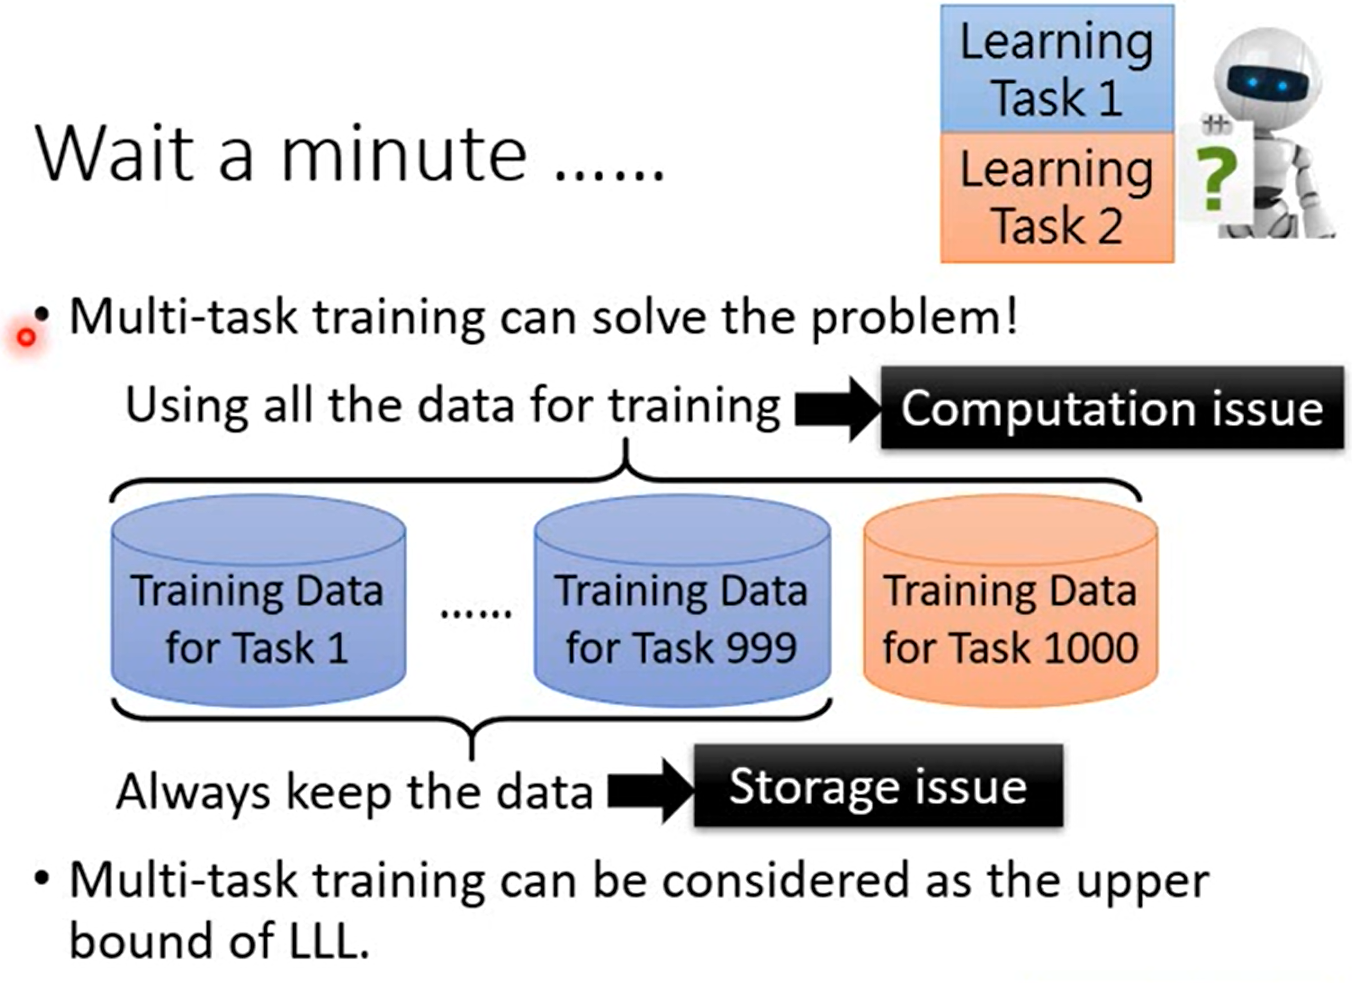 Learning
Task 1
Learning
Task 2
?
Wait a minute ......
• Multi-task training can solve the problem!
Using all the data for training
Computation issue
Training Data
for Task 1
......
Training Data
for Task 999
Training Data
for Task 1000
Always keep the data
Storage issue
• Multi-task training can be considered as the upper
bound of LLL.